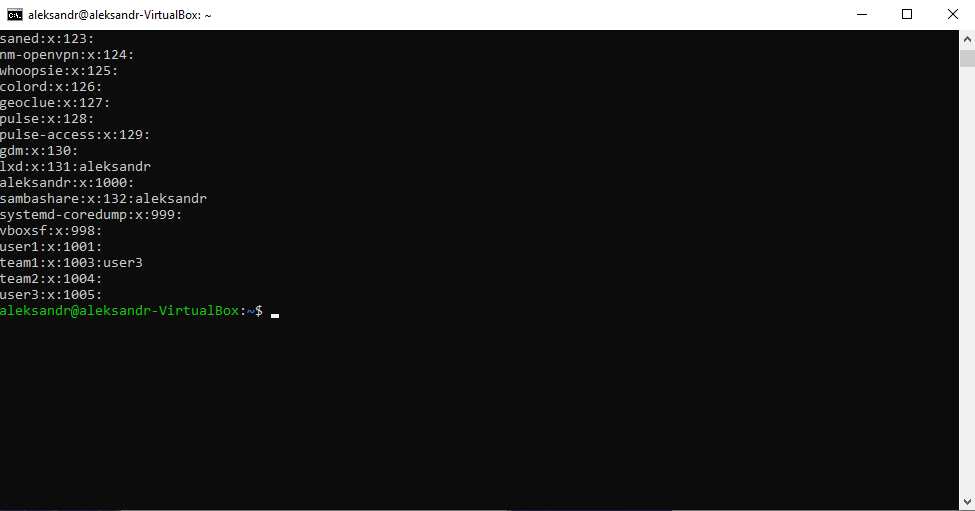 aleksandr@aleksandr-VirtualBox: ~
saned:x:123:
nm-openvpn:x:124:
whoopsie:x:125:
colord:x:126:
geoclue:x:127:
pulse:x:128:
pulse-access:x:129:
gdm:x:130:
lxd:x:131:aleksandr
aleksandr:x:1000:
sambashare:x:132:aleksandr
systemd-coredump:x:999:
vboxsf:x:998:
user1:x:1001:
team1:x:1003:user3
team2:x:1004:
user3:x:1005:
aleksandr@aleksandr-VirtualBox:~$